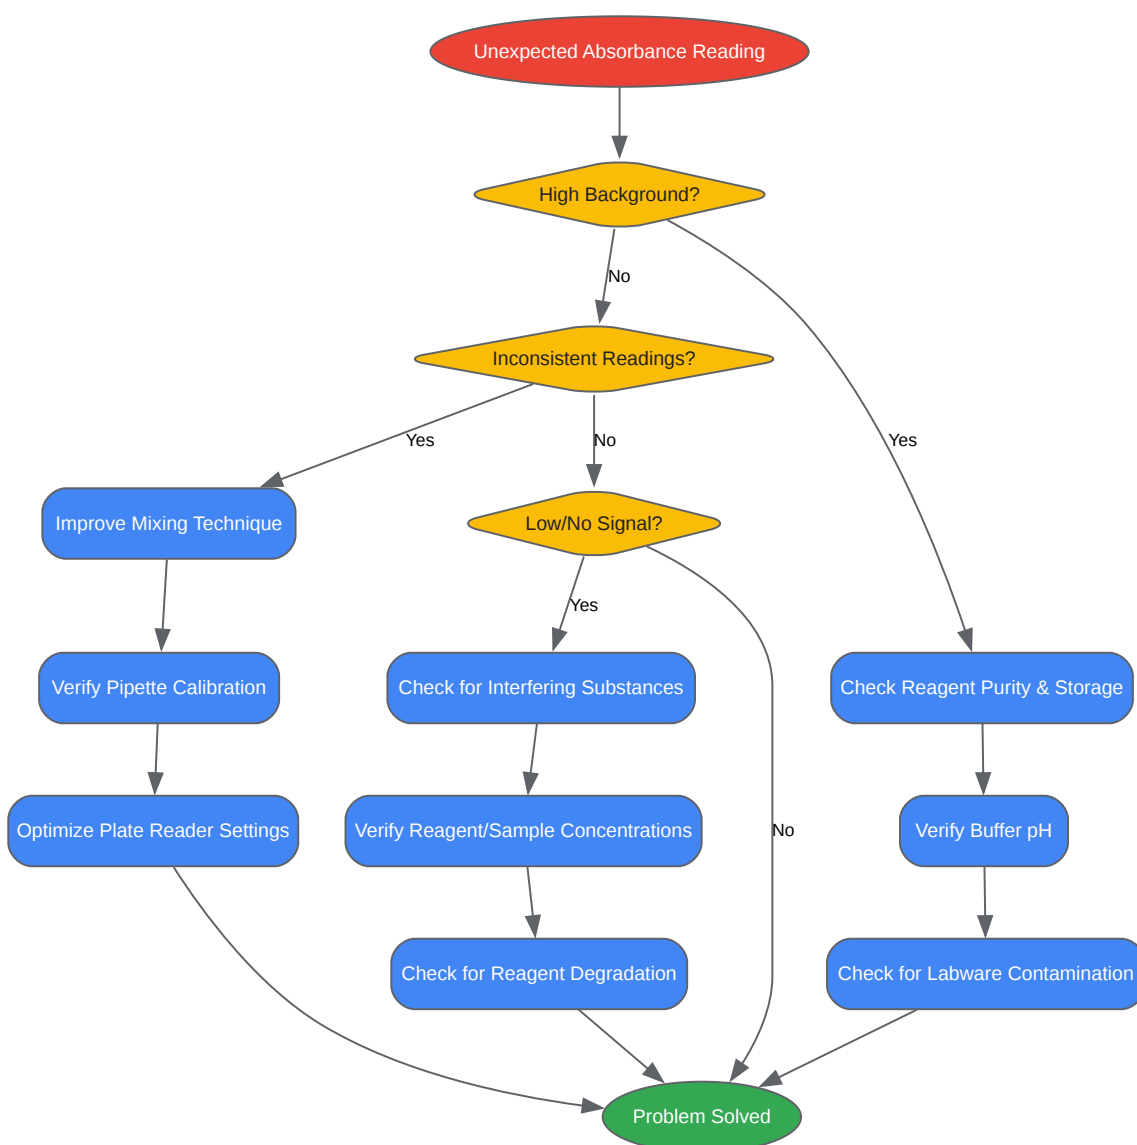 Unexpected Absorbance Reading
High Background?
No
Inconsistent Readings?
Yes
No
Yes
Improve Mixing Technique
Low/No Signal?
Yes
Verify Pipette Calibration
Check for Interfering Substances
Check Reagent Purity & Storage
Optimize Plate Reader Settings
Verify Reagent/Sample Concentrations
No
Verify Buffer pH
Check for Reagent Degradation
Check for Labware Contamination
Problem Solved